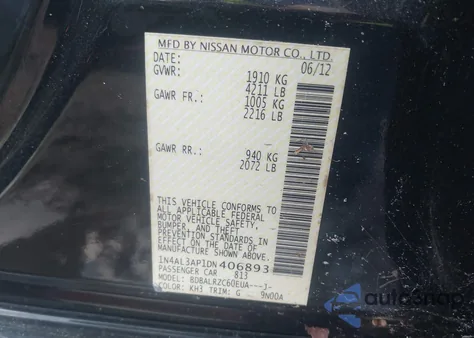 MFD BY NISSAN MOTOR CO., LTD.
DATE: 06/12
GVWR: 1910 KG
4211 LB
GAWR FR.: 1005 KG
2216 LB
GAWR RR.: 940 KG
2072 LB
THIS VEHICLE CONFORMS TO
ALL APPLICABLE FEDERAL
MOTOR VEHICLE SAFETY,
BUMPER, AND THEFT
PREVENTION STANDARDS IN
EFFECT ON THE DATE OF
MANUFACTURE SHOWN ABOVE.
1N4AL3AP1DN406893
PASSENGER CAR 813
MODEL: BDBALRZC60EUA---J-
COLOR: KH3 TRIM: G 9N00A
autosnap